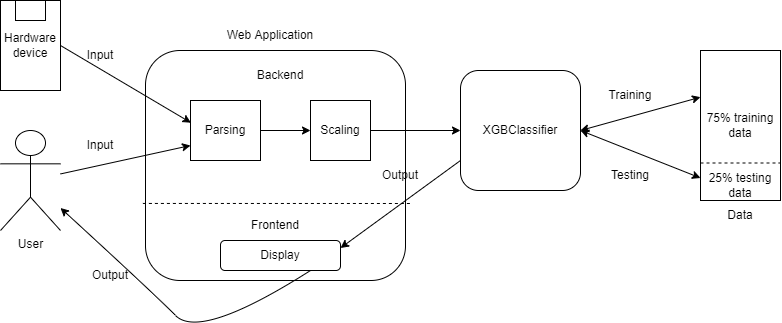 Hardware
device
Input
Web Application
Backend
Parsing
Scaling
XGBClassifier
Training
75% training
data
Input
Output
Testing
25% testing
data
Data
User
Frontend
Display
Output